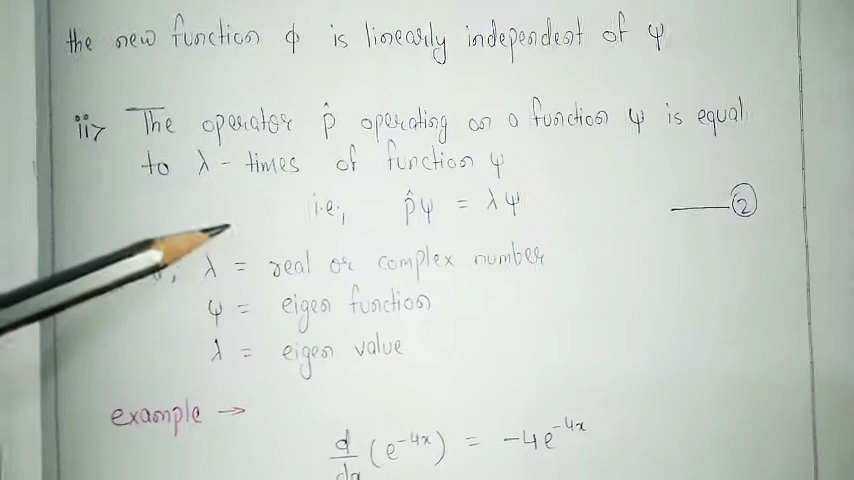 the new function ϕ is linearly independent of ψ
ii> The operator p̂ operating on a function ψ is equal
to λ - times of function ψ
i.e., p̂ψ = λψ —— ②
λ = real or complex number
ψ = eigen function
λ = eigen value
example →
d/dx (e^-4x) = -4e^-4x